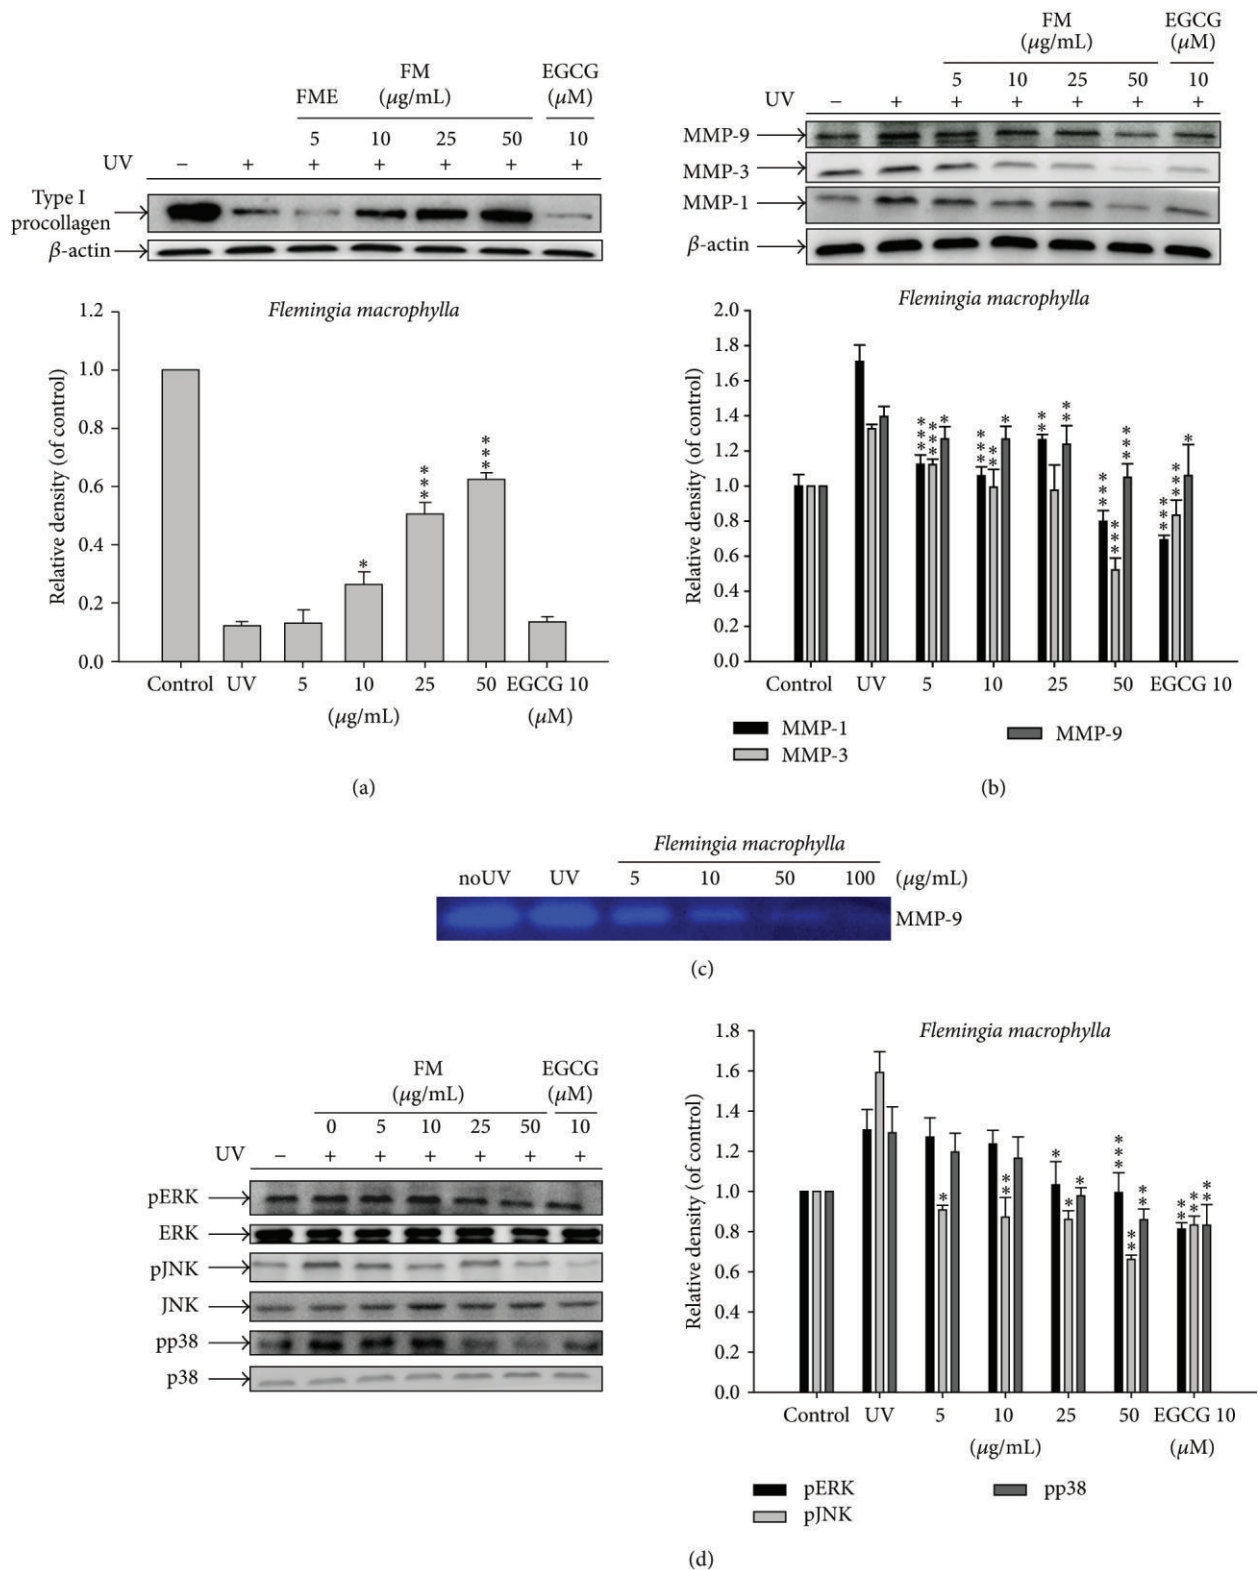 FME
FM
(μg/mL)
EGCG
(μM)
5 10 25 50 10
UV − + + + + + +
Type I
procollagen
β-actin
Flemingia macrophylla
Relative density (of control)
1.2
1.0
0.8
0.6
0.4
0.2
0.0
* *** ***
Control UV 5 10 25 50 EGCG 10
(μg/mL) (μM)
(a)
FM
(μg/mL)
EGCG
(μM)
5 10 25 50 10
UV − + + + + + +
MMP-9
MMP-3
MMP-1
β-actin
Flemingia macrophylla
Relative density (of control)
2.0
1.8
1.6
1.4
1.2
1.0
0.8
0.6
0.4
0.2
0.0
*** *** * *** ** * ** ** *** *** *** *** *** *
Control UV 5 10 25 50 EGCG 10
(μg/mL) (μM)
MMP-1
MMP-3
MMP-9
(b)
Flemingia macrophylla
noUV UV 5 10 50 100 (μg/mL)
MMP-9
(c)
FM
(μg/mL)
EGCG
(μM)
0 5 10 25 50 10
UV − + + + + + +
pERK
ERK
pJNK
JNK
pp38
p38
Flemingia macrophylla
Relative density (of control)
1.8
1.6
1.4
1.2
1.0
0.8
0.6
0.4
0.2
0.0
* ** * * * *** ** ** ** ** **
Control UV 5 10 25 50 EGCG 10
(μg/mL) (μM)
pERK
pJNK
pp38
(d)